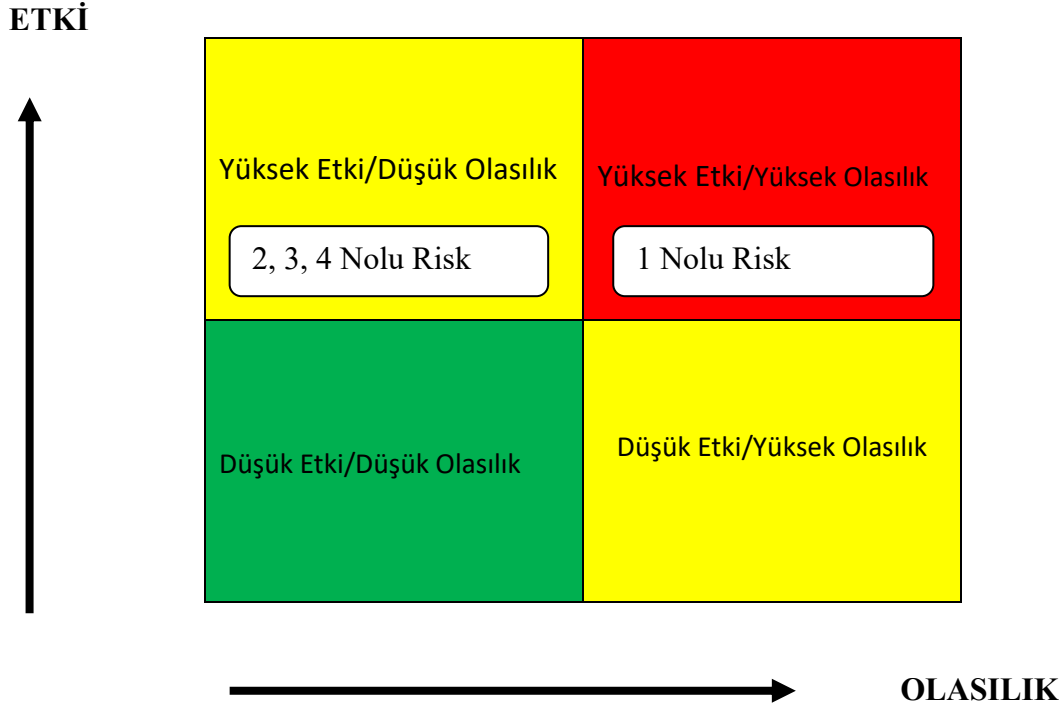 ETKİ
Yüksek Etki/Düşük Olasılık
Yüksek Etki/Yüksek Olasılık
2, 3, 4 Nolu Risk
1 Nolu Risk
Düşük Etki/Düşük Olasılık
Düşük Etki/Yüksek Olasılık
OLASILIK